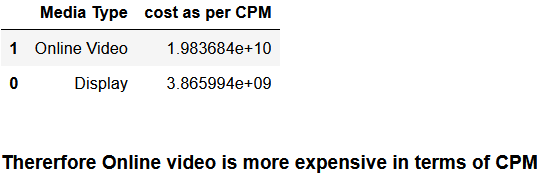 Media Type cost as per CPM
1 Online Video 1.983684e+10
0 Display 3.865994e+09
Thererfore Online video is more expensive in terms of CPM